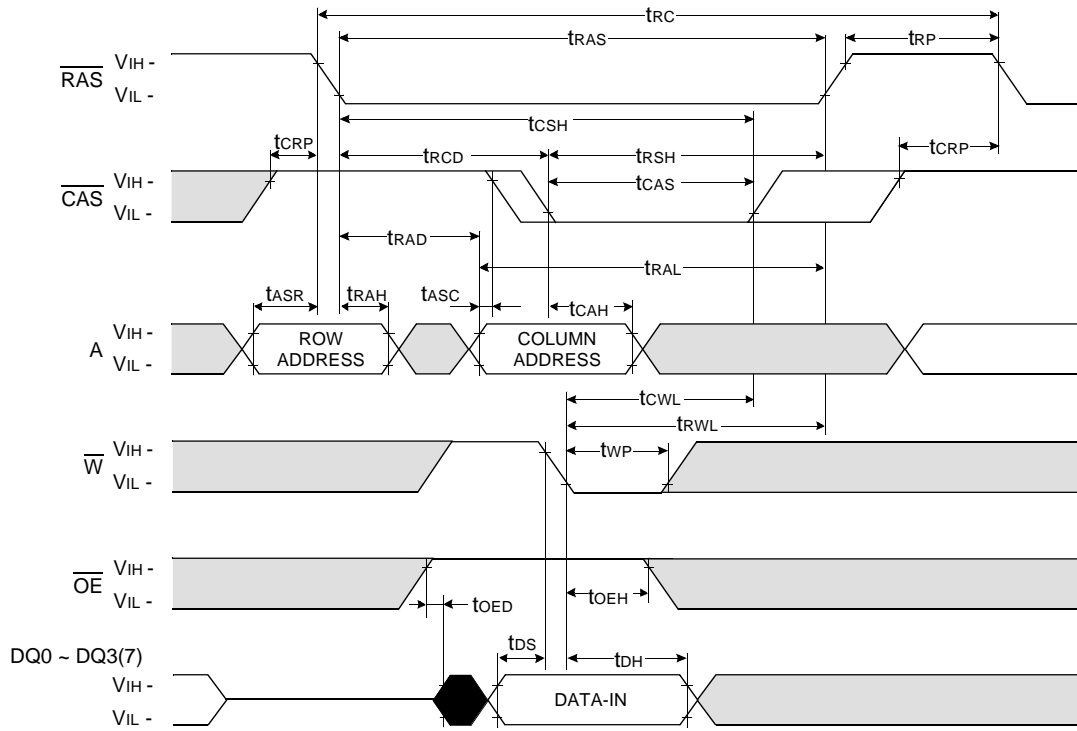 tRC
tRAS
tRP
RAS
VIH -
VIL -
tCSH
tCRP
tRCD
tRSH
tCRP
CAS
VIH -
VIL -
tCAS
tRAD
tRAL
tASR
tRAH
tASC
tCAH
A
VIH -
VIL -
ROW
ADDRESS
COLUMN
ADDRESS
tCWL
tRWL
W
VIH -
VIL -
tWP
OE
VIH -
VIL -
tOED
tOEH
DQ0 ~ DQ3(7)
tDS
tDH
VIH -
VIL -
DATA-IN